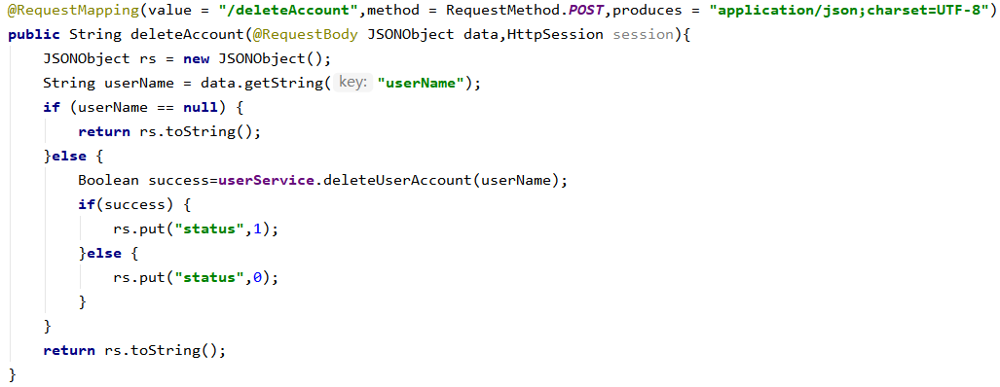 @RequestMapping(value = "/deleteAccount",method = RequestMethod.POST,produces = "application/json;charset=UTF-8")
public String deleteAccount(@RequestBody JSONObject data,HttpSession session){
    JSONObject rs = new JSONObject();
    String userName = data.getString( key: "userName");
    if (userName == null) {
        return rs.toString();
    }else {
        Boolean success=userService.deleteUserAccount(userName);
        if(success) {
            rs.put("status",1);
        }else {
            rs.put("status",0);
        }
    }
    return rs.toString();
}